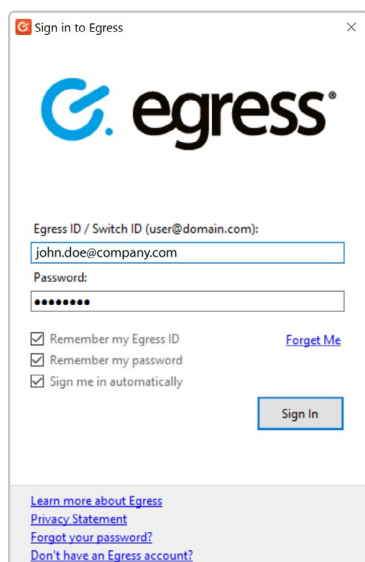 Sign in to Egress
egress®
Egress ID / Switch ID (user@domain.com):
john.doe@company.com
Password:
●●●●●●●●
Remember my Egress ID
Forget Me
Remember my password
Sign me in automatically
Sign In
Learn more about Egress
Privacy Statement
Forgot your password?
Don't have an Egress account?